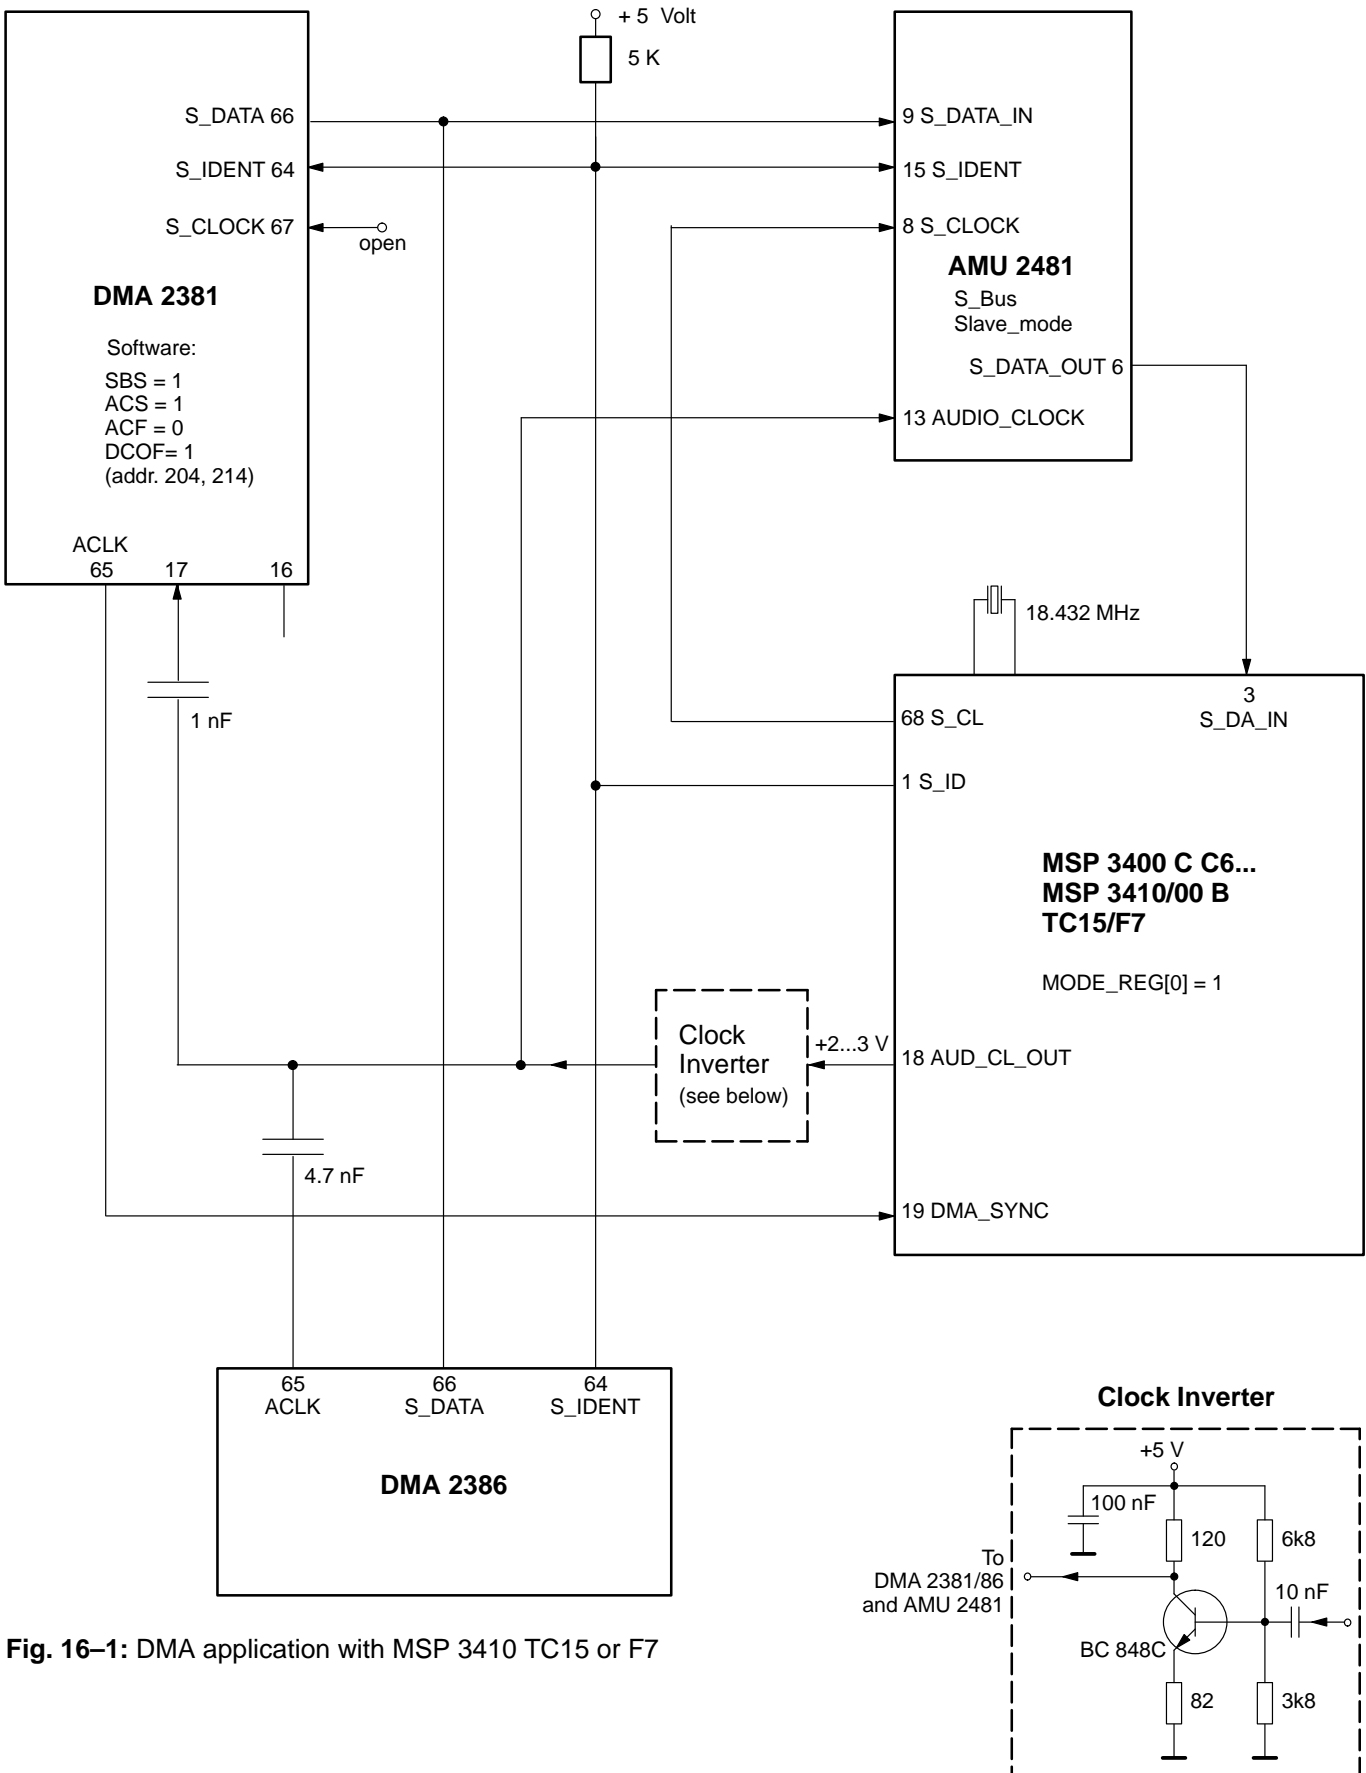 + 5 Volt
5 K
S_DATA 66
S_IDENT 64
S_CLOCK 67
open
DMA 2381
Software:
SBS = 1
ACS = 1
ACF = 0
DCOF= 1
(addr. 204, 214)
ACLK
65
17
16
1 nF
9 S_DATA_IN
15 S_IDENT
8 S_CLOCK
AMU 2481
S_Bus
Slave_mode
S_DATA_OUT 6
13 AUDIO_CLOCK
18.432 MHz
3
S_DA_IN
68 S_CL
1 S_ID
MSP 3400 C C6...
MSP 3410/00 B
TC15/F7
MODE_REG[0] = 1
Clock
Inverter
(see below)
+2...3 V
18 AUD_CL_OUT
4.7 nF
19 DMA_SYNC
65
ACLK
66
S_DATA
64
S_IDENT
DMA 2386
Clock Inverter
+5 V
100 nF
120
6k8
To
DMA 2381/86
and AMU 2481
10 nF
BC 848C
82
3k8
Fig. 16–1: DMA application with MSP 3410 TC15 or F7